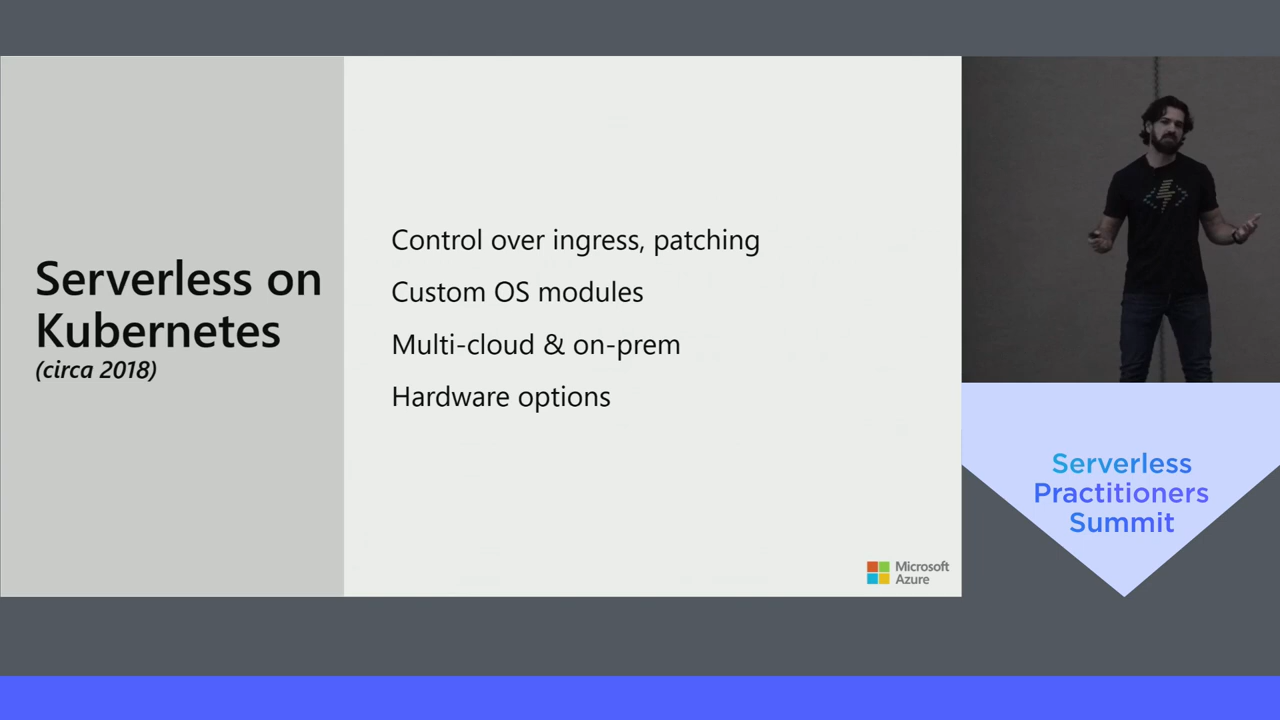 Serverless on
Kubernetes
(circa 2018)
Control over ingress, patching
Custom OS modules
Multi-cloud & on-prem
Hardware options
Microsoft
Azure
Serverless
Practitioners
Summit